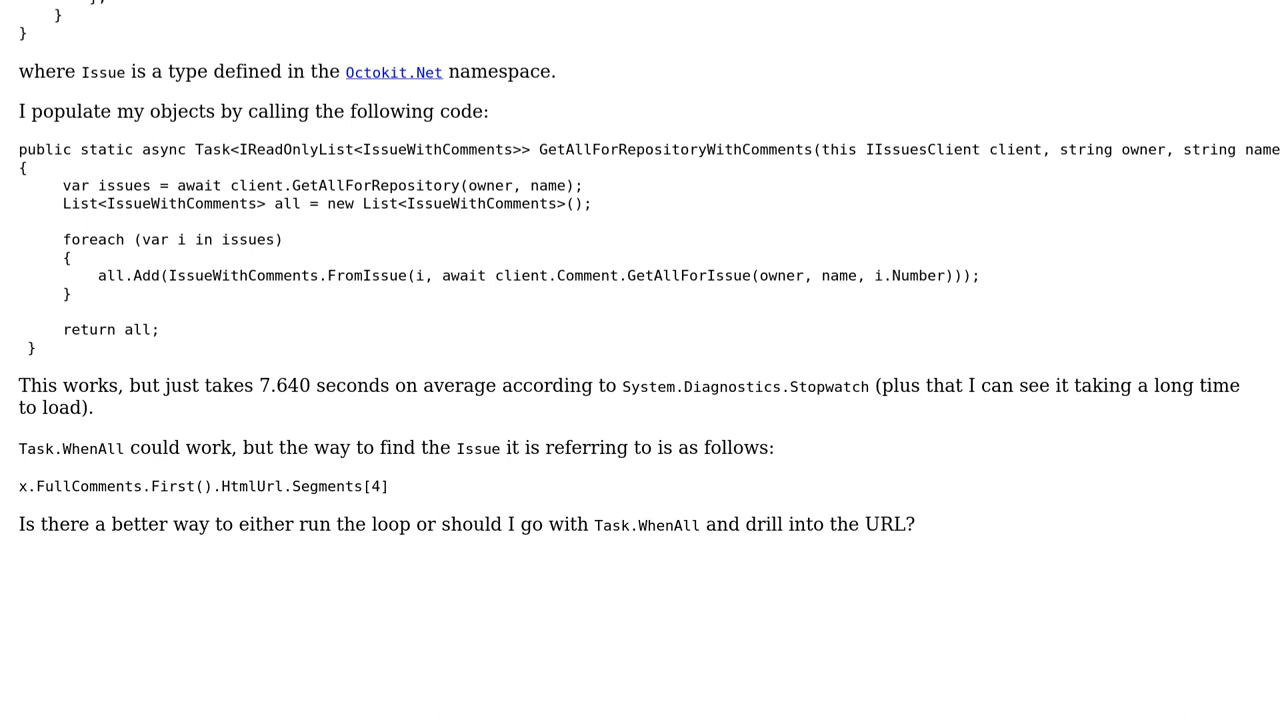 }
}
where Issue is a type defined in the Octokit.Net namespace.
I populate my objects by calling the following code:
public static async Task<IReadOnlyList<IssueWithComments>> GetAllForRepositoryWithComments(this IIssuesClient client, string owner, string name
{
     var issues = await client.GetAllForRepository(owner, name);
     List<IssueWithComments> all = new List<IssueWithComments>();
     foreach (var i in issues)
     {
         all.Add(IssueWithComments.FromIssue(i, await client.Comment.GetAllForIssue(owner, name, i.Number)));
     }
     return all;
 }
This works, but just takes 7.640 seconds on average according to System.Diagnostics.Stopwatch (plus that I can see it taking a long time
to load).
Task.WhenAll could work, but the way to find the Issue it is referring to is as follows:
x.FullComments.First().HtmlUrl.Segments[4]
Is there a better way to either run the loop or should I go with Task.WhenAll and drill into the URL?